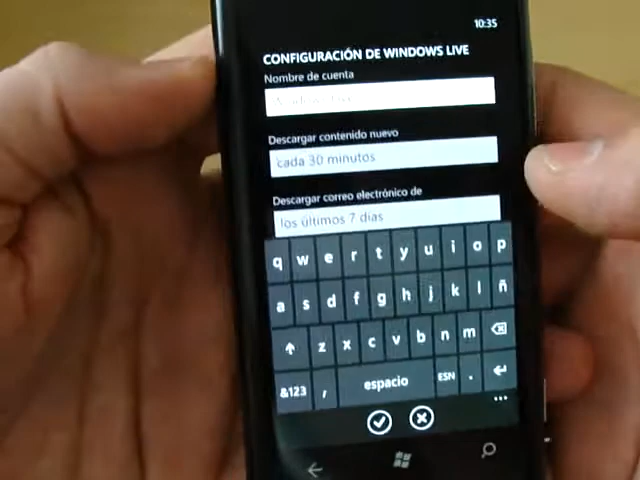 10:35
CONFIGURACIÓN DE WINDOWS LIVE
Nombre de cuenta
Descargar contenido nuevo
cada 30 minutos
Descargar correo electrónico de
los últimos 7 días
q w e r t y u i o p
a s d f g h j k l ñ
z x c v b n m
&123 , espacio ESN .